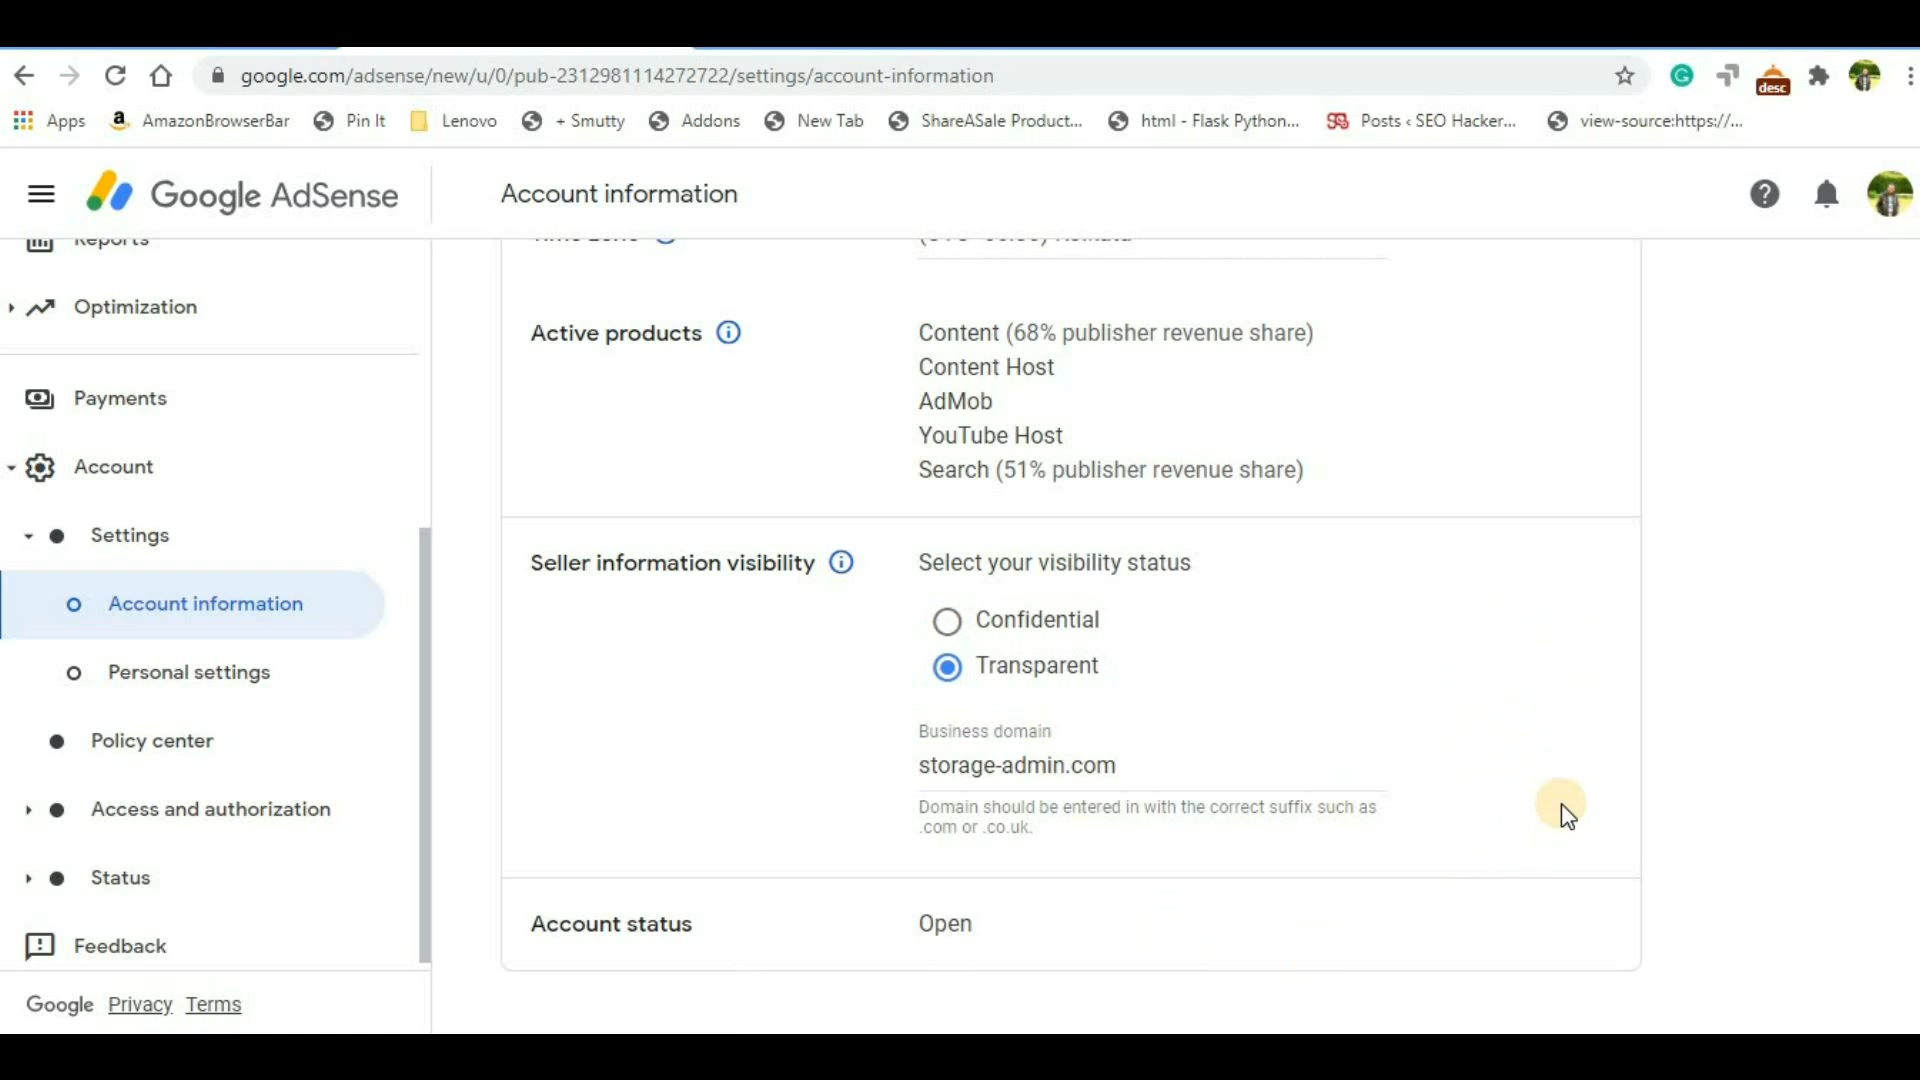 google.com/adsense/new/u/0/pub-2312981114272722/settings/account-information
desc
Apps AmazonBrowserBar Pin It Lenovo + Smutty Addons New Tab ShareASale Product... html - Flask Python... Posts ‹ SEO Hacker... view-source:https://...
Google AdSense
Account information
Reports
Optimization
Payments
Account
Settings
Account information
Personal settings
Policy center
Access and authorization
Status
Feedback
Google Privacy Terms
Active products
Content (68% publisher revenue share)
Content Host
AdMob
YouTube Host
Search (51% publisher revenue share)
Seller information visibility
Select your visibility status
Confidential
Transparent
Business domain
storage-admin.com
Domain should be entered in with the correct suffix such as
.com or .co.uk.
Account status
Open